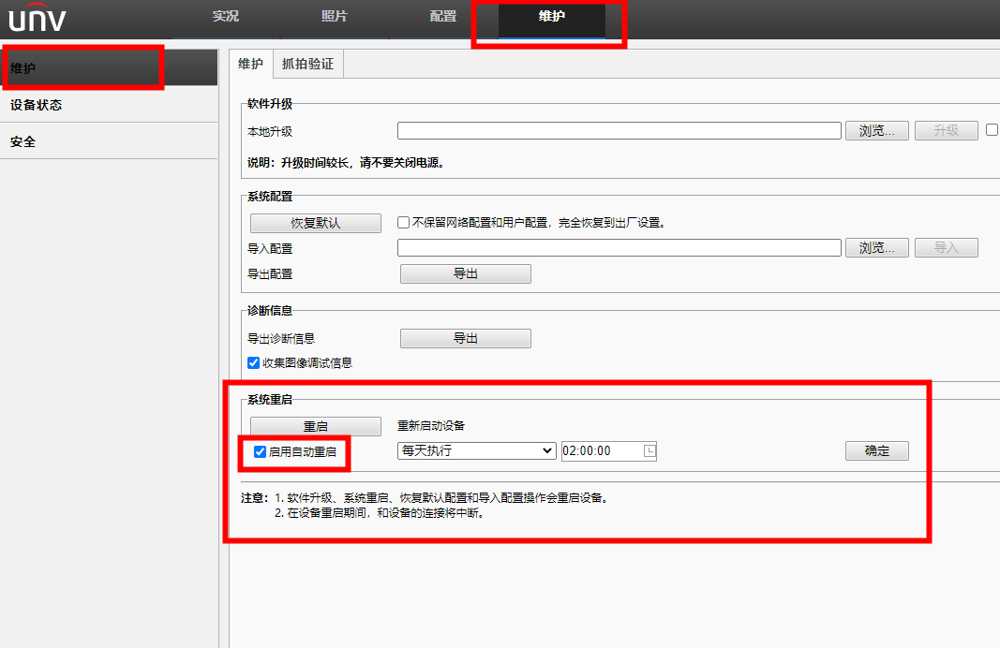 unv 实况 照片 配置 维护
维护
设备状态
安全
维护 抓拍验证
软件升级
本地升级 浏览... 升级
说明：升级时间较长，请不要关闭电源。
系统配置
恢复默认 不保留网络配置和用户配置，完全恢复到出厂设置。
导入配置 浏览... 导入
导出配置 导出
诊断信息
导出诊断信息 导出
收集图像调试信息
系统重启
重启 重新启动设备
启用自动重启 每天执行 02:00:00 确定
注意：1. 软件升级、系统重启、恢复默认配置和导入配置操作会重启设备。
2. 在设备重启期间，和设备的连接将中断。